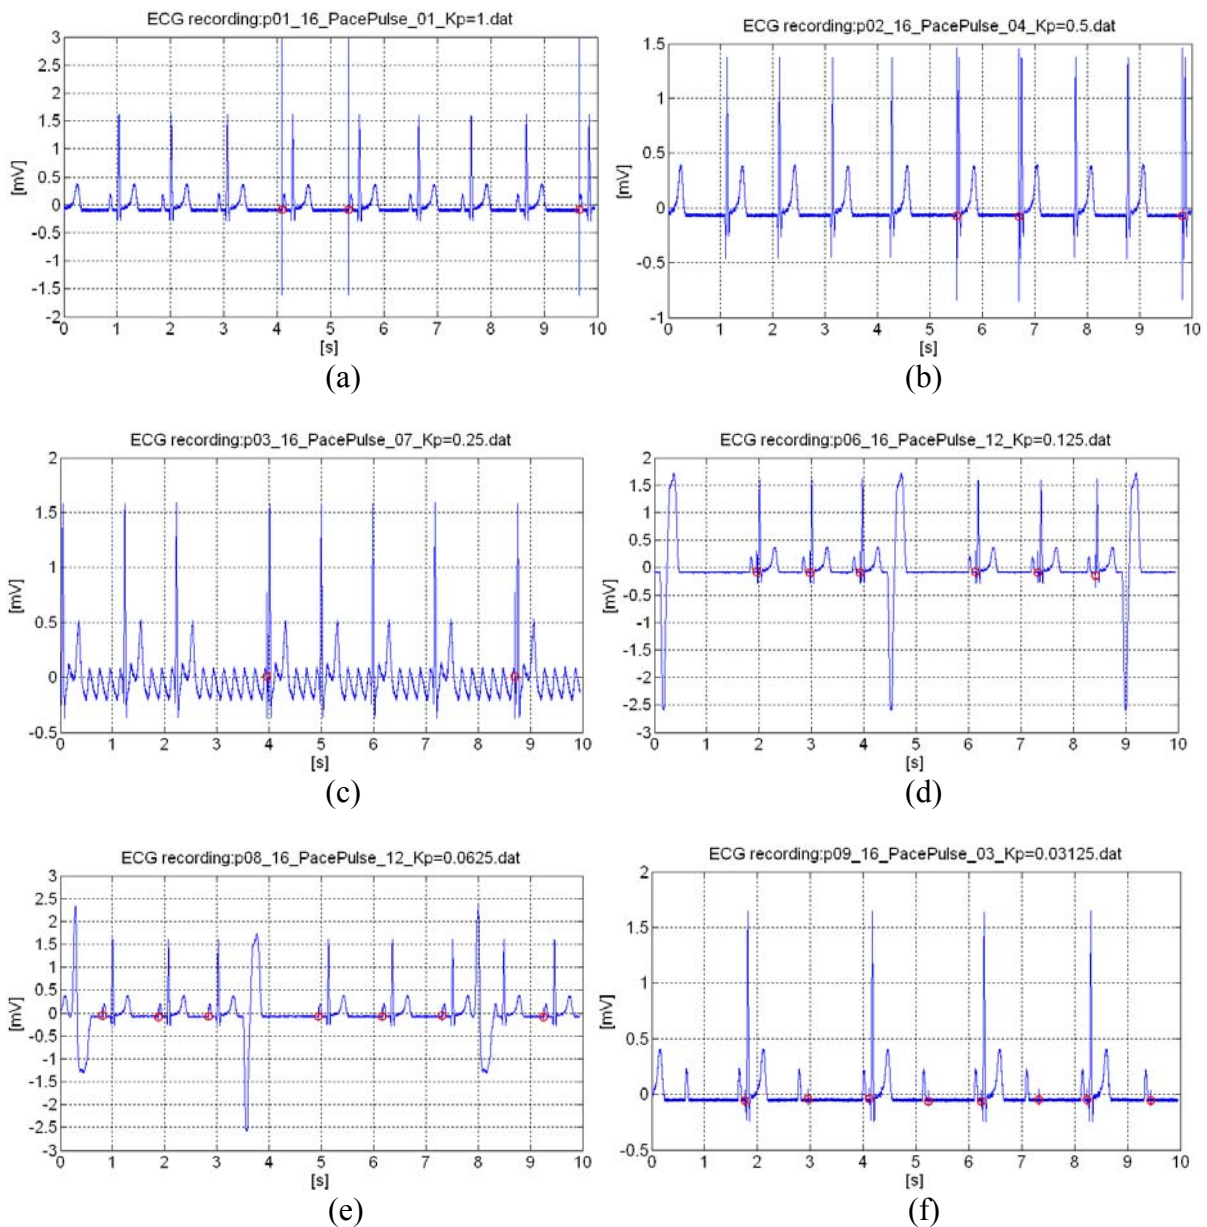 ECG recording:p01_16_PacePulse_01_Kp=1.dat
3
2.5
2
1.5
1
0.5
0
-0.5
-1
-1.5
-2
[mV]
0 1 2 3 4 5 6 7 8 9 10
[s]
(a)
ECG recording:p02_16_PacePulse_04_Kp=0.5.dat
1.5
1
0.5
0
-0.5
-1
[mV]
0 1 2 3 4 5 6 7 8 9 10
[s]
(b)
ECG recording:p03_16_PacePulse_07_Kp=0.25.dat
2
1.5
1
0.5
0
-0.5
[mV]
0 1 2 3 4 5 6 7 8 9 10
[s]
(c)
ECG recording:p06_16_PacePulse_12_Kp=0.125.dat
2
1.5
1
0.5
0
-0.5
-1
-1.5
-2
-2.5
-3
[mV]
0 1 2 3 4 5 6 7 8 9 10
[s]
(d)
ECG recording:p08_16_PacePulse_12_Kp=0.0625.dat
3
2.5
2
1.5
1
0.5
0
-0.5
-1
-1.5
-2
-2.5
-3
[mV]
0 1 2 3 4 5 6 7 8 9 10
[s]
(e)
ECG recording:p09_16_PacePulse_03_Kp=0.03125.dat
2
1.5
1
0.5
0
-0.5
[mV]
0 1 2 3 4 5 6 7 8 9 10
[s]
(f)